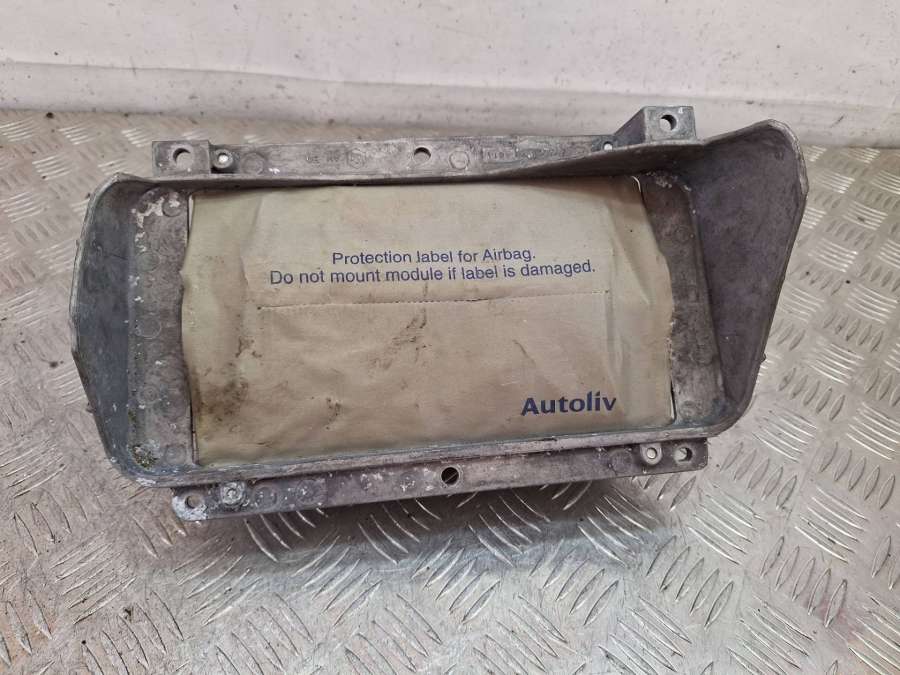 Protection label for Airbag.
Do not mount module if label is damaged.
Autoliv